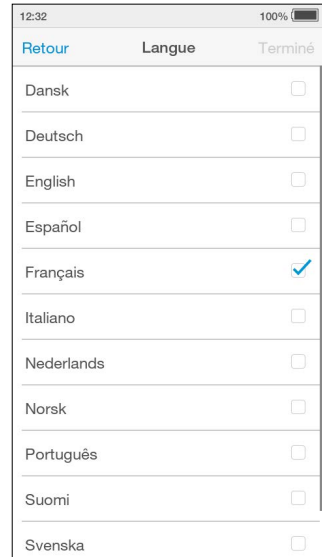 12:32 100%
Retour Langue Terminé
Dansk
Deutsch
English
Español
Français
Italiano
Nederlands
Norsk
Português
Suomi
Svenska